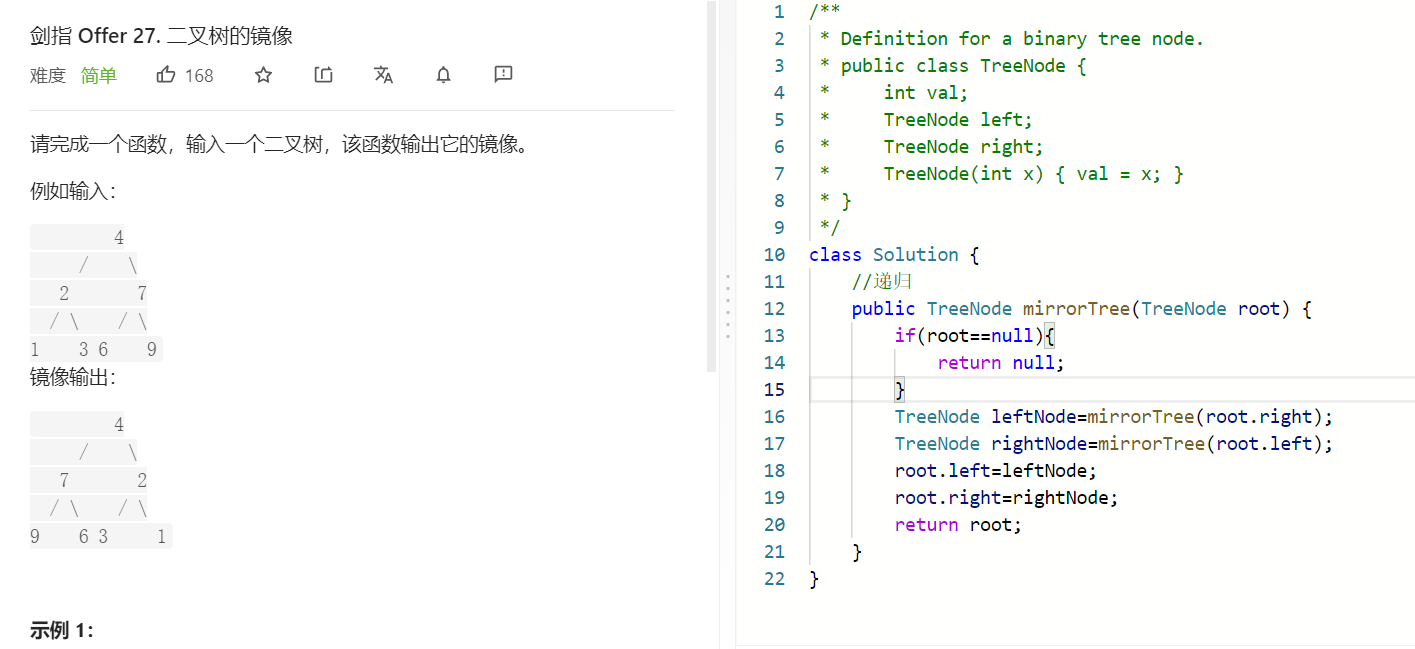 剑指 Offer 27. 二叉树的镜像
难度 简单 168
请完成一个函数，输入一个二叉树，该函数输出它的镜像。
例如输入：
4
/ \
2 7
/ \ / \
1 3 6 9
镜像输出：
4
/ \
7 2
/ \ / \
9 6 3 1
示例 1：
1 /**
2 * Definition for a binary tree node.
3 * public class TreeNode {
4 * int val;
5 * TreeNode left;
6 * TreeNode right;
7 * TreeNode(int x) { val = x; }
8 * }
9 */
10 class Solution {
11 //递归
12 public TreeNode mirrorTree(TreeNode root) {
13 if(root==null){
14 return null;
15 }
16 TreeNode leftNode=mirrorTree(root.right);
17 TreeNode rightNode=mirrorTree(root.left);
18 root.left=leftNode;
19 root.right=rightNode;
20 return root;
21 }
22 }